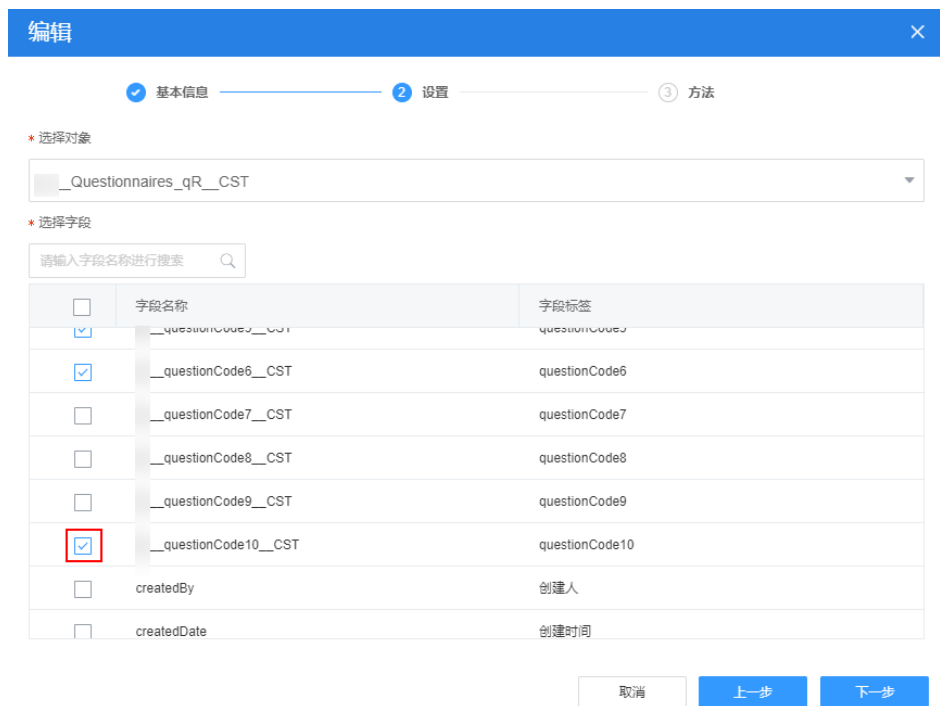 编辑
基本信息 2 设置 3 方法
* 选择对象
__Questionnaires_qR__CST
* 选择字段
请输入字段名称进行搜索
字段名称 字段标签
__questionCode5__CST questionCode5
__questionCode6__CST questionCode6
__questionCode7__CST questionCode7
__questionCode8__CST questionCode8
__questionCode9__CST questionCode9
__questionCode10__CST questionCode10
createdBy 创建人
createdDate 创建时间
取消 上一步 下一步